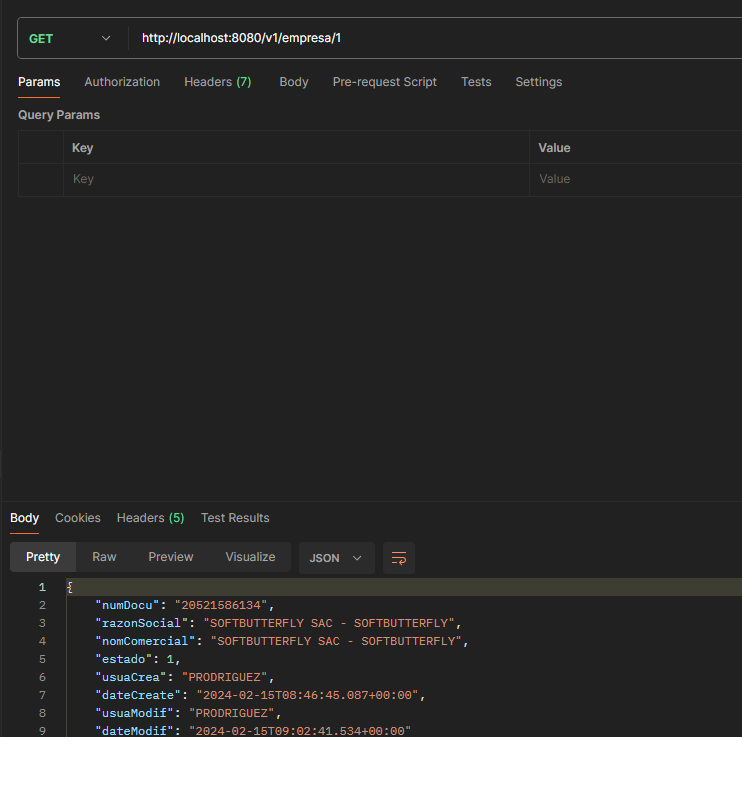 GET http://localhost:8080/v1/empresa/1
Params Authorization Headers (7) Body Pre-request Script Tests Settings
Query Params
Key Value
Key Value
Body Cookies Headers (5) Test Results
Pretty Raw Preview Visualize JSON
1 {
2 "numDocu": "20521586134",
3 "razonSocial": "SOFTBUTTERFLY SAC - SOFTBUTTERFLY",
4 "nomComercial": "SOFTBUTTERFLY SAC - SOFTBUTTERFLY",
5 "estado": 1,
6 "usuaCrea": "PRODRIGUEZ",
7 "dateCreate": "2024-02-15T08:46:45.087+00:00",
8 "usuaModif": "PRODRIGUEZ",
9 "dateModif": "2024-02-15T09:02:41.534+00:00"